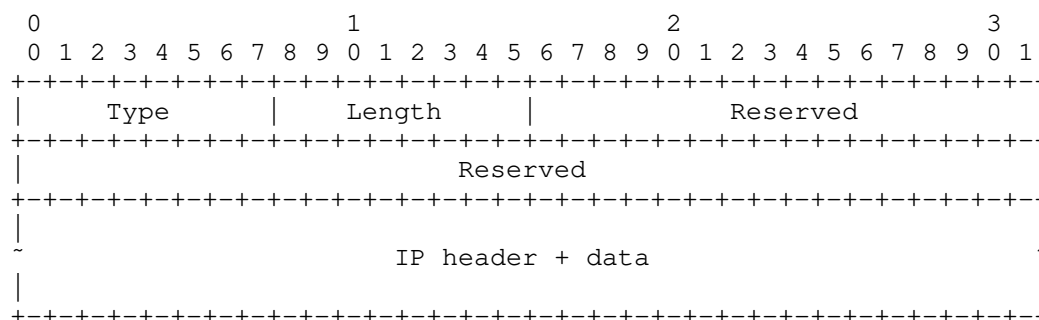 0                   1                   2                   3
 0 1 2 3 4 5 6 7 8 9 0 1 2 3 4 5 6 7 8 9 0 1 2 3 4 5 6 7 8 9 0 1
+-+-+-+-+-+-+-+-+-+-+-+-+-+-+-+-+-+-+-+-+-+-+-+-+-+-+-+-+-+-+-+-+-
|     Type      |    Length     |            Reserved
+-+-+-+-+-+-+-+-+-+-+-+-+-+-+-+-+-+-+-+-+-+-+-+-+-+-+-+-+-+-+-+-+-
|                           Reserved
+-+-+-+-+-+-+-+-+-+-+-+-+-+-+-+-+-+-+-+-+-+-+-+-+-+-+-+-+-+-+-+-+-
|
~                       IP header + data                        ~
|
+-+-+-+-+-+-+-+-+-+-+-+-+-+-+-+-+-+-+-+-+-+-+-+-+-+-+-+-+-+-+-+-+-